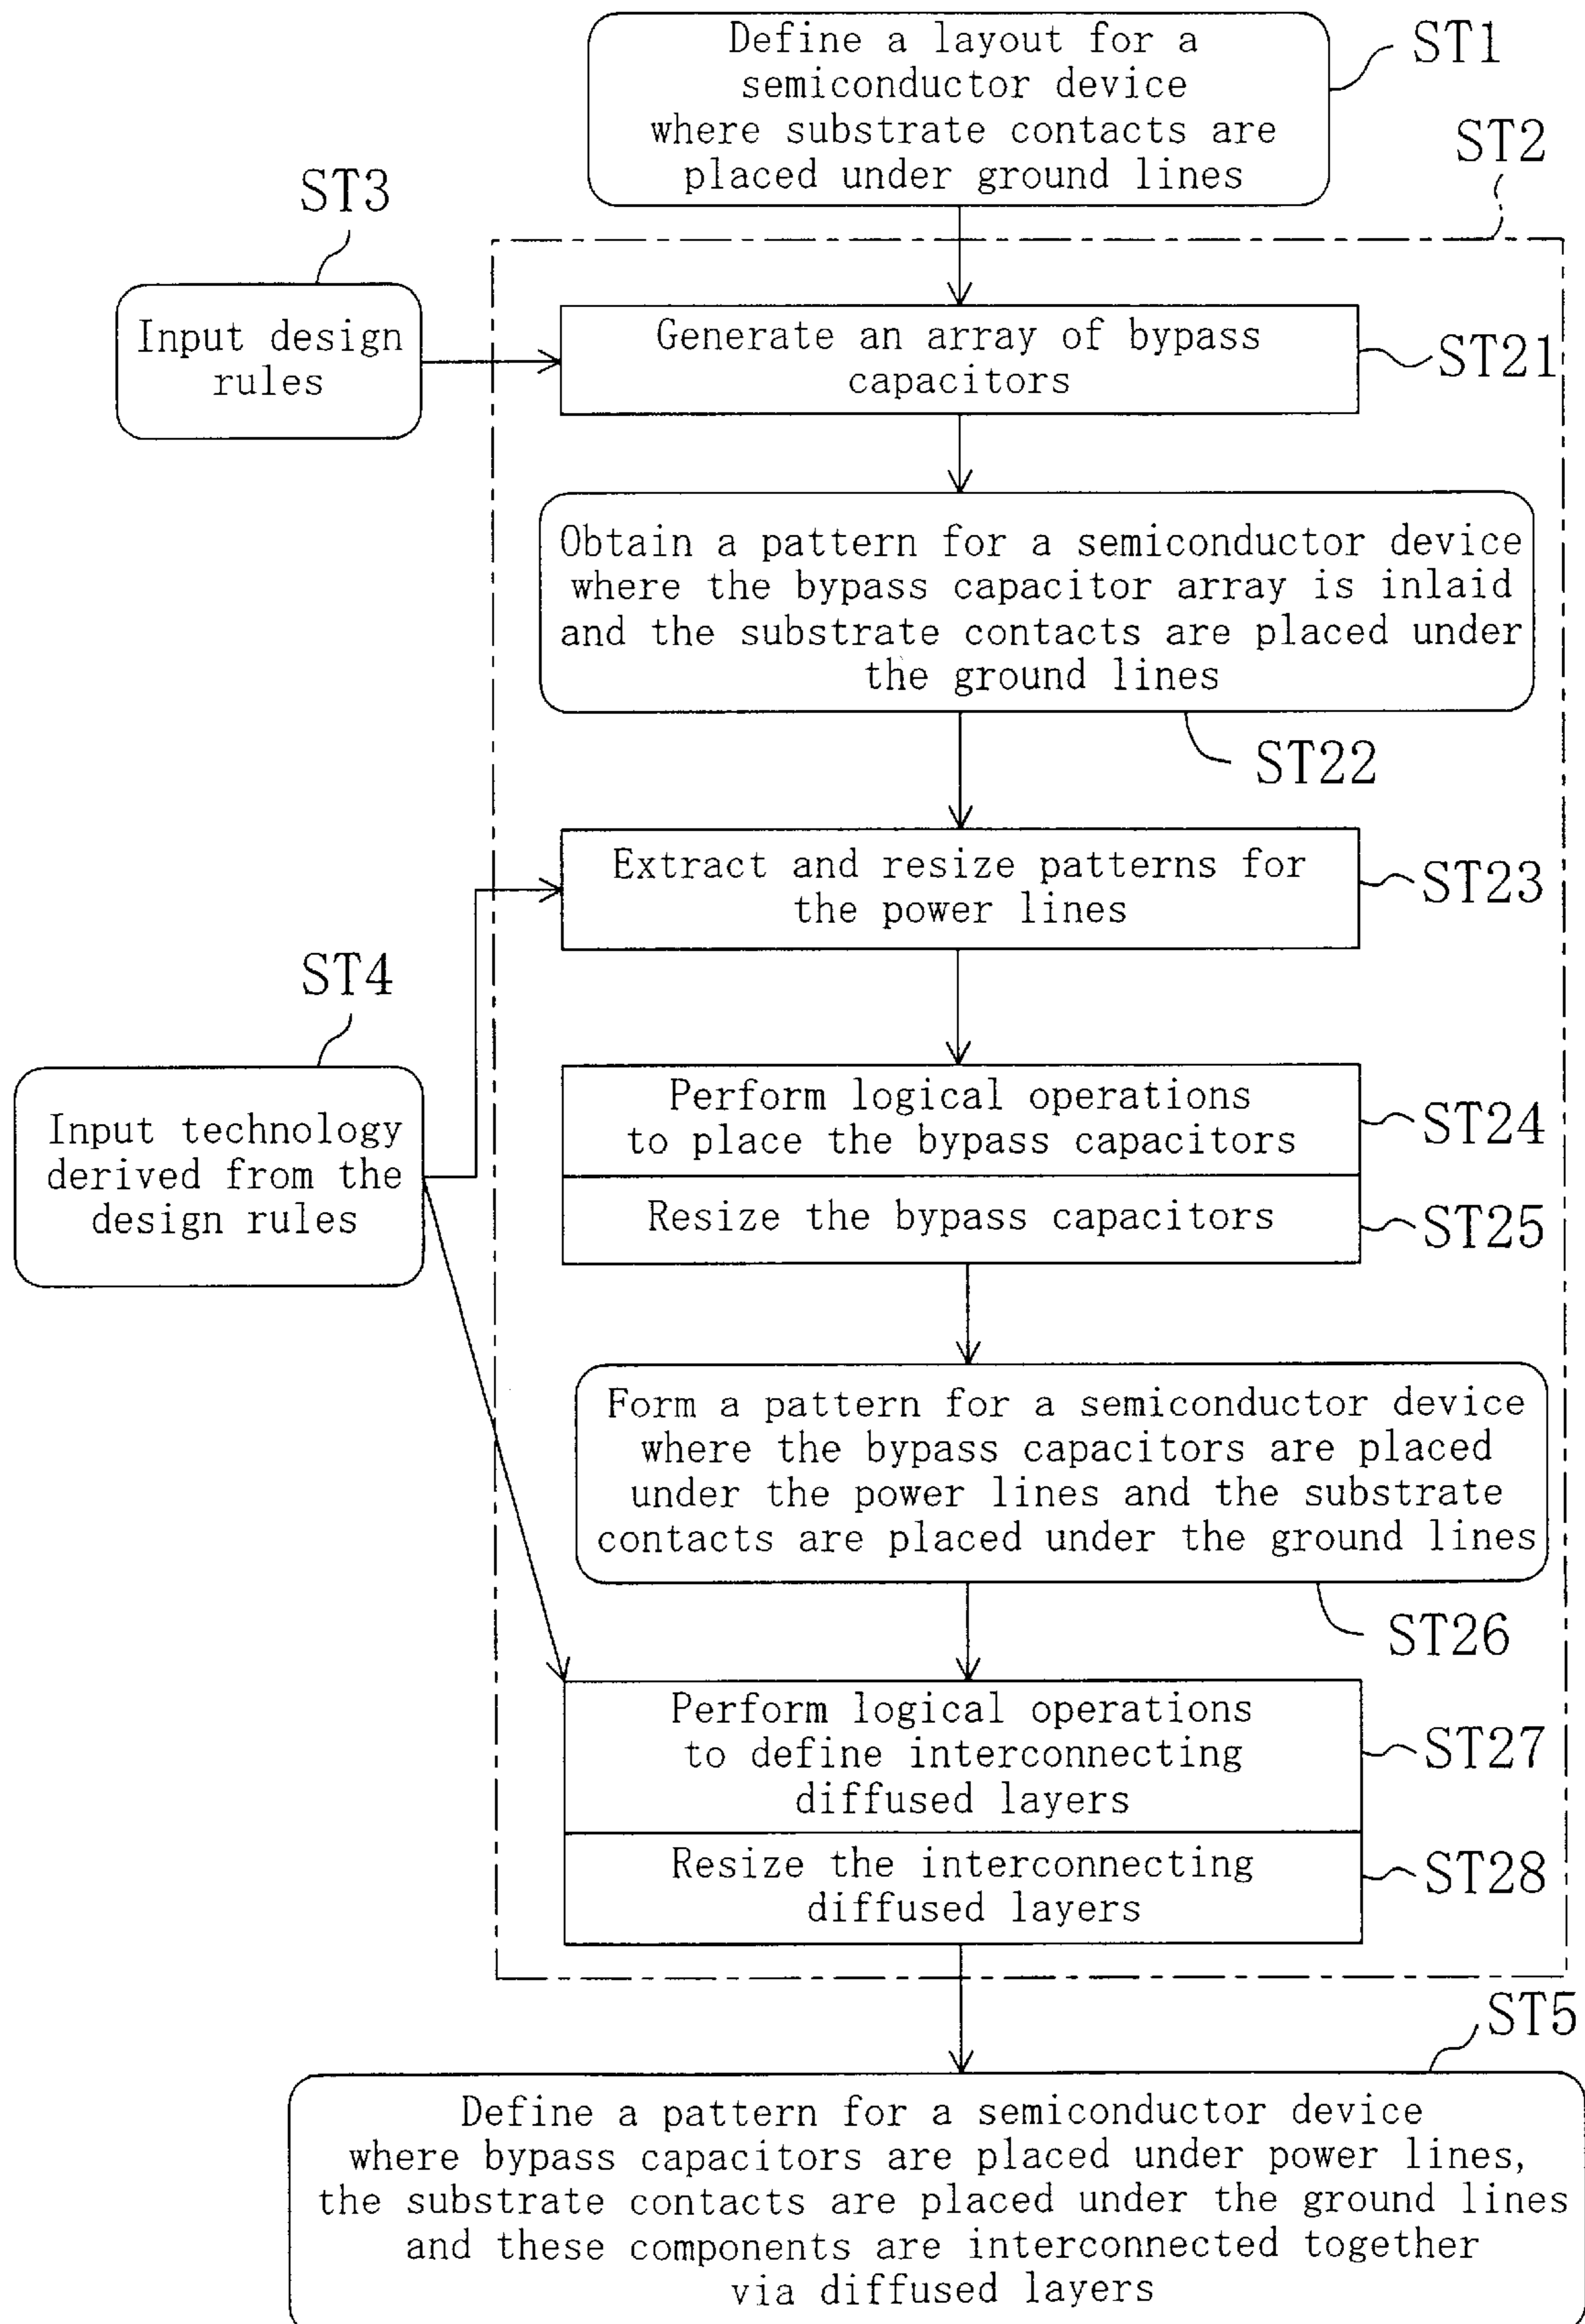 Define a layout for a
semiconductor device
where substrate contacts are
placed under ground lines
ST1
ST2
ST3
Input design
rules
Generate an array of bypass
capacitors
ST21
Obtain a pattern for a semiconductor device
where the bypass capacitor array is inlaid
and the substrate contacts are placed under
the ground lines
ST22
Extract and resize patterns for
the power lines
ST23
ST4
Input technology
derived from the
design rules
Perform logical operations
to place the bypass capacitors
ST24
Resize the bypass capacitors
ST25
Form a pattern for a semiconductor device
where the bypass capacitors are placed
under the power lines and the substrate
contacts are placed under the ground lines
ST26
Perform logical operations
to define interconnecting
diffused layers
ST27
Resize the interconnecting
diffused layers
ST28
ST5
Define a pattern for a semiconductor device
where bypass capacitors are placed under power lines,
the substrate contacts are placed under the ground lines
and these components are interconnected together
via diffused layers